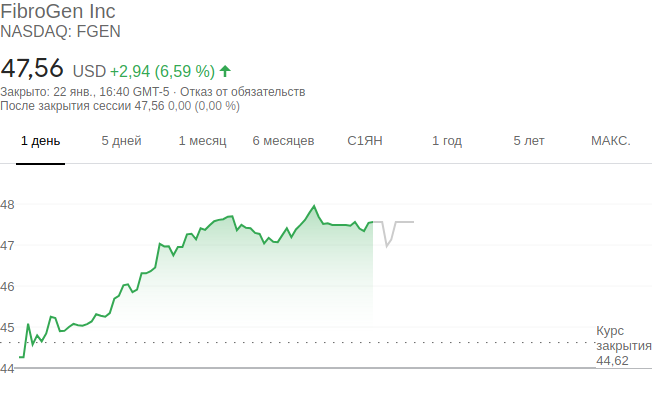 FibroGen Inc
NASDAQ: FGEN
47,56 USD +2,94 (6,59 %)
Закрыто: 22 янв., 16:40 GMT-5 · Отказ от обязательств
После закрытия сессии 47,56 0,00 (0,00 %)
1 день 5 дней 1 месяц 6 месяцев С1ЯН 1 год 5 лет МАКС.
48
47
46
45
Курс
закрытия
44,62
44